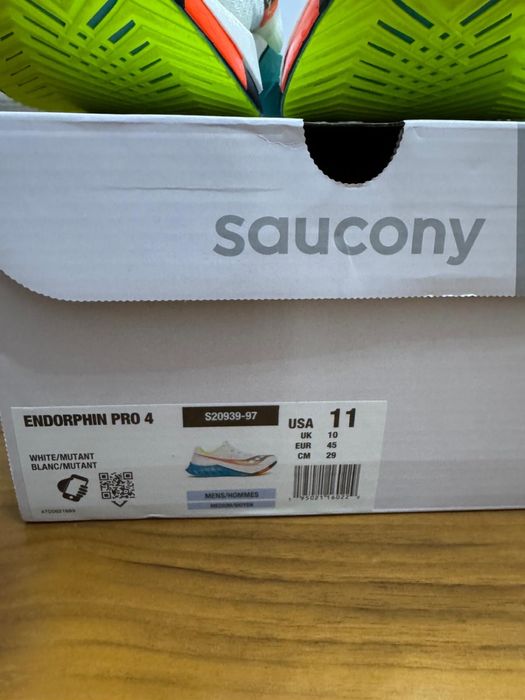 saucony
ENDORPHIN PRO 4
S20939-97
USA 11
UK 10
EUR 45
CM 29
WHITE/MUTANT
BLANC/MUTANT
MENS/HOMMES
MEDIUM/MOYEN